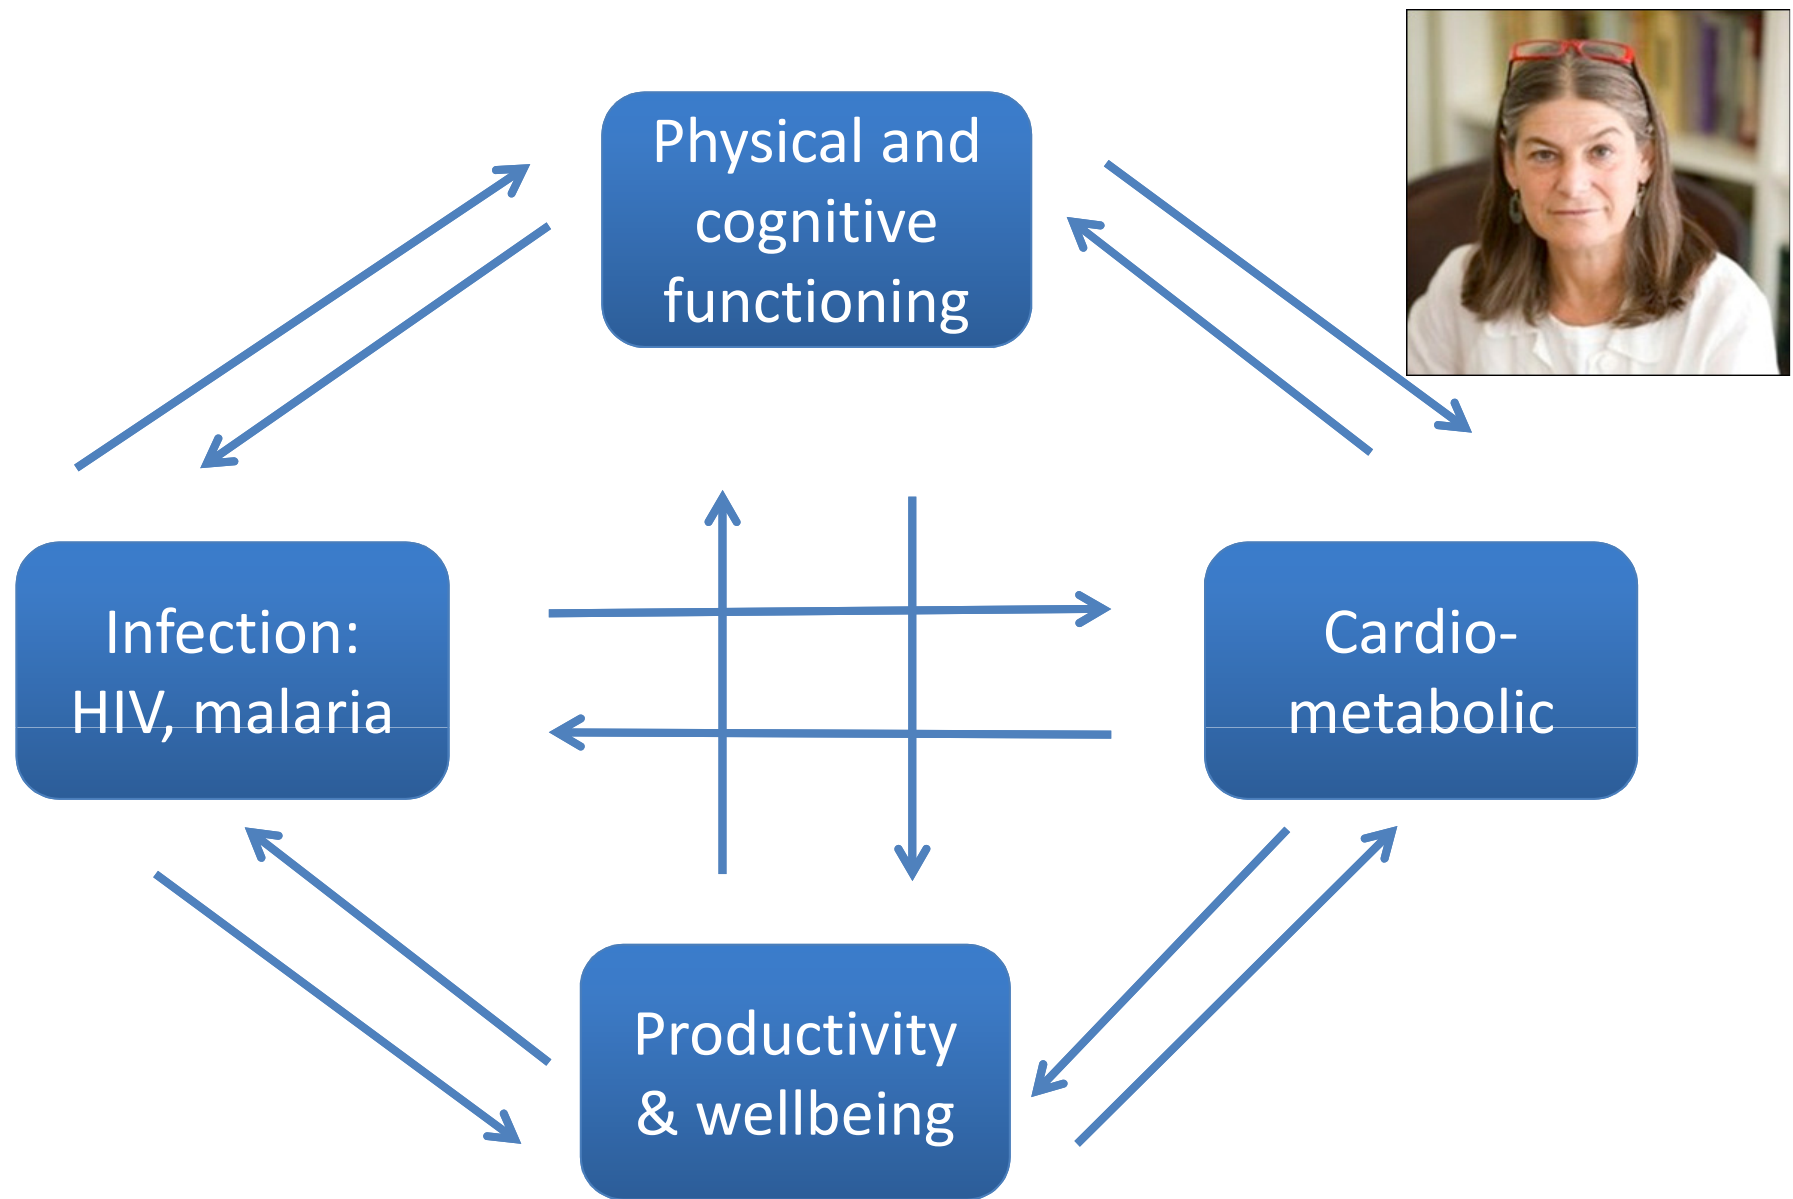 Physical and
cognitive
functioning
Infection:
HIV, malaria
Cardio-
metabolic
Productivity
& wellbeing